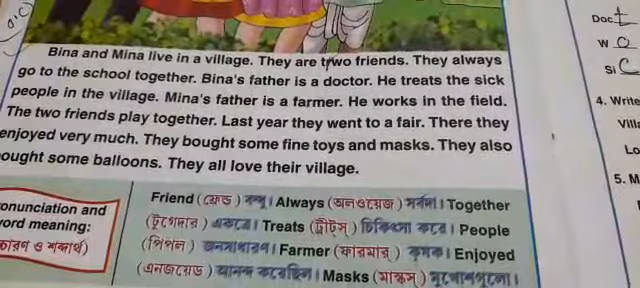 Bina and Mina live in a village. They are two friends. They always
go to the school together. Bina's father is a doctor. He treats the sick
people in the village. Mina's father is a farmer. He works in the field.
The two friends play together. Last year they went to a fair. There they
enjoyed very much. They bought some fine toys and masks. They also
ought some balloons. They all love their village.
onunciation and
word meaning:
Friend (ফ্রেন্ড) বন্ধু। Always (অলওয়েজ) সর্বদা। Together
(টুগেদার) একত্রে। Treats (ট্রীটস্) চিকিৎসা করে। People
(পিপল) জনসাধারণ। Farmer (ফারমার) কৃষক। Enjoyed
(এনজয়েড) আনন্দ করেছিল। Masks (মাস্কস্) মুখোশগুলো।
Doc
W
Si
4. Write
Villa
Lo
5. M